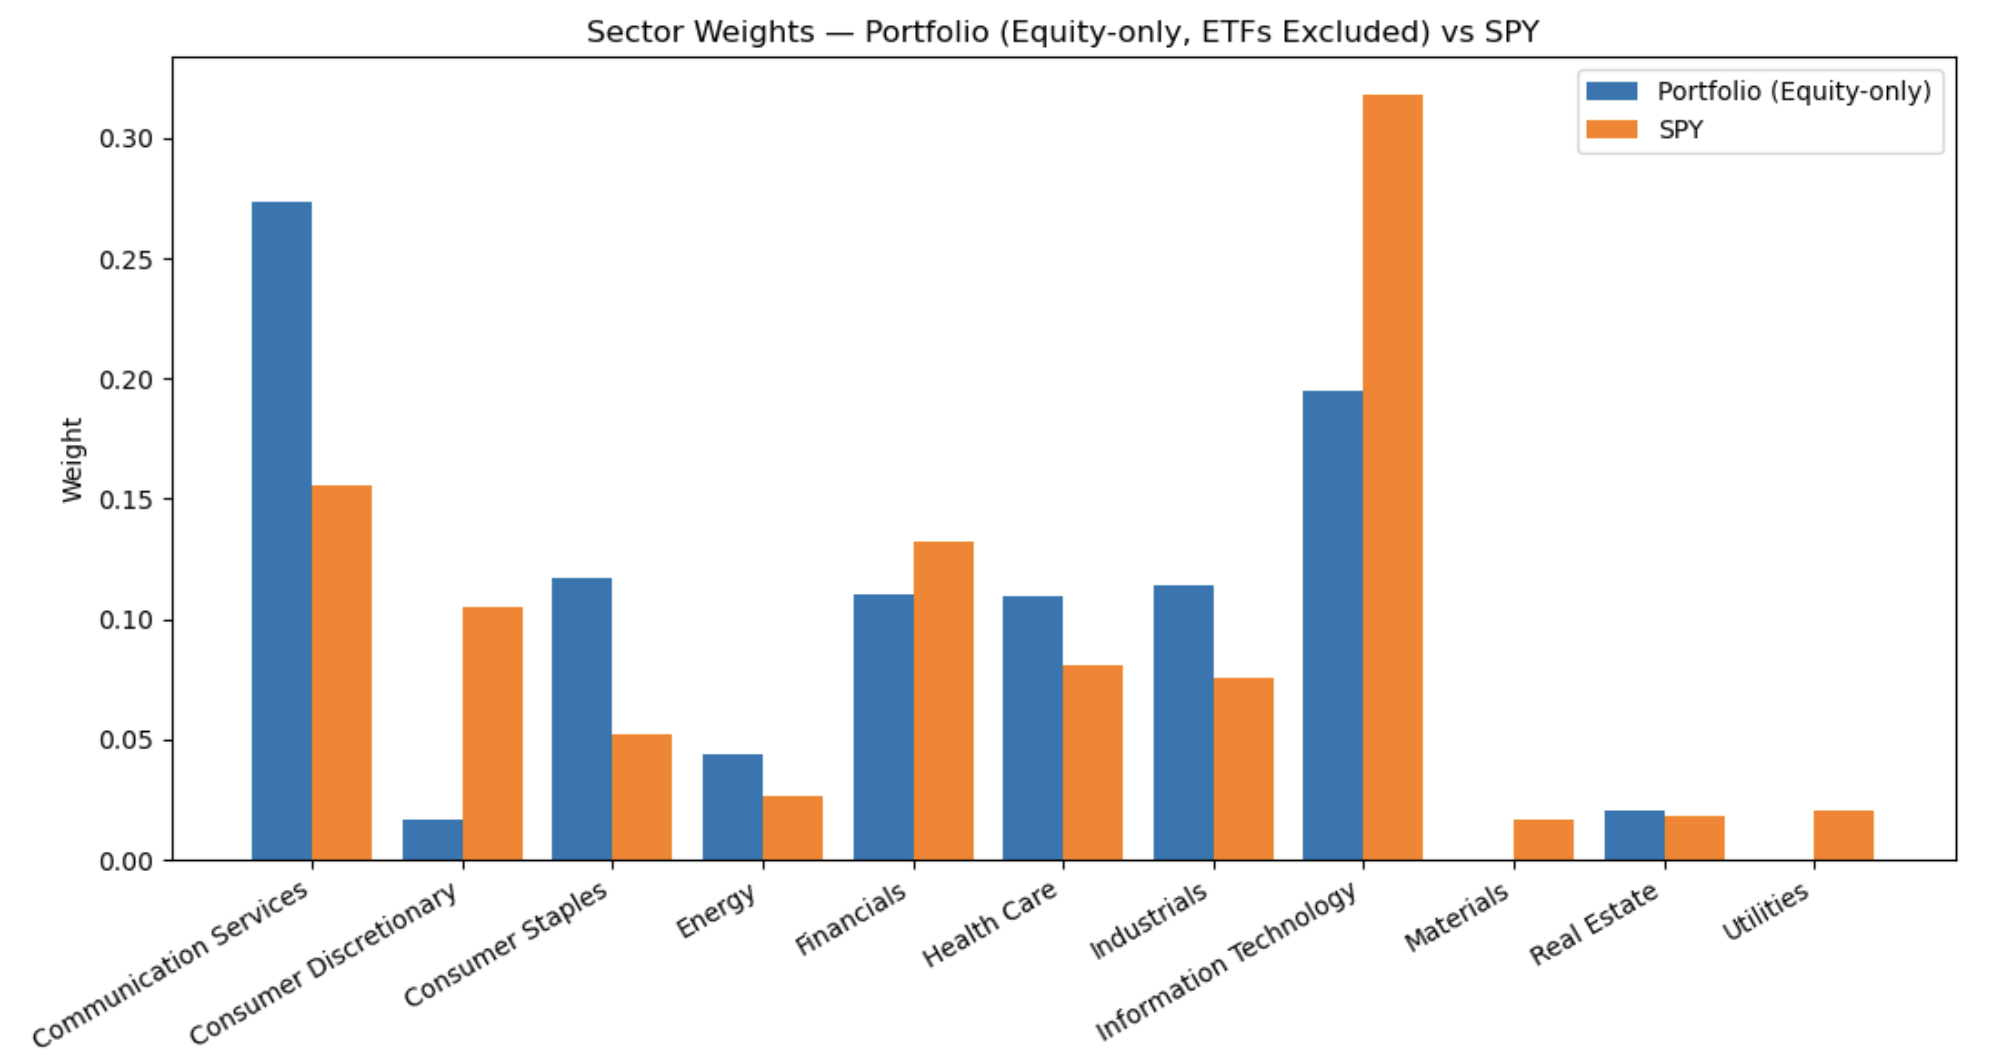 Sector Weights — Portfolio (Equity-only, ETFs Excluded) vs SPY
Portfolio (Equity-only)
SPY
Weight
0.30
0.25
0.20
0.15
0.10
0.05
0.00
Communication Services
Consumer Discretionary
Consumer Staples
Energy
Financials
Health Care
Industrials
Information Technology
Materials
Real Estate
Utilities